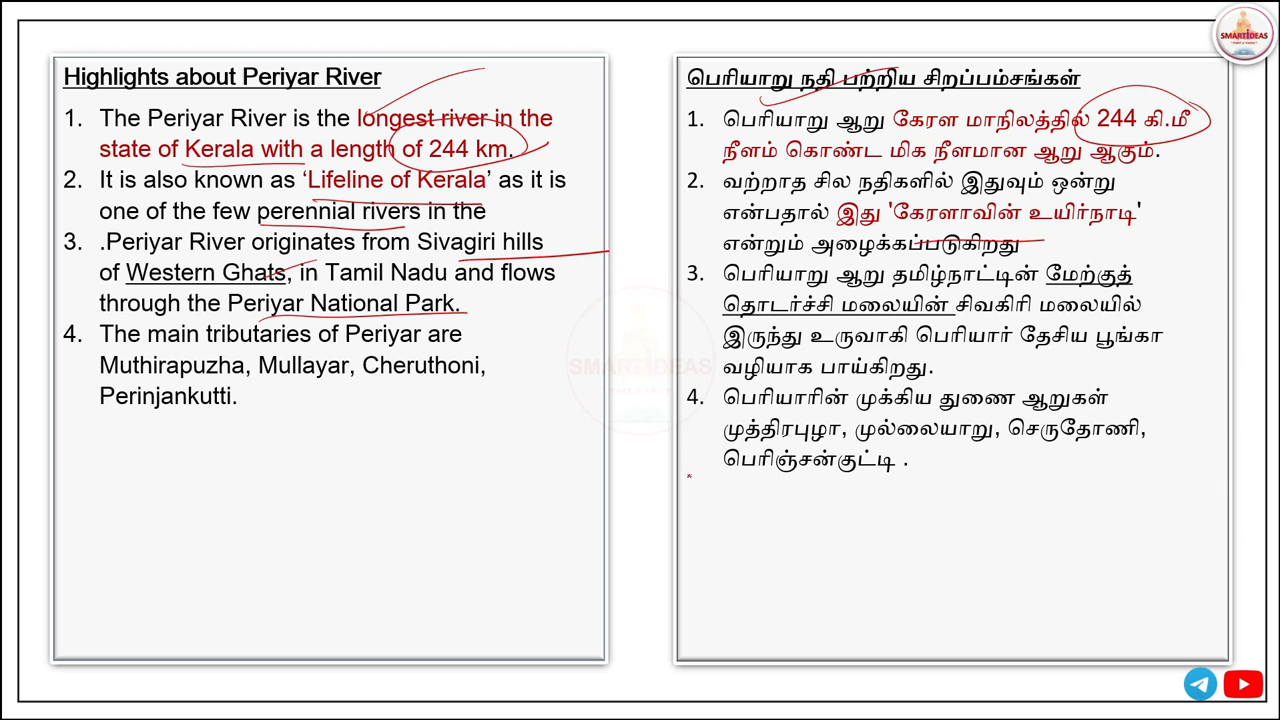 SMARTIDEAS
Highlights about Periyar River
1. The Periyar River is the longest river in the
state of Kerala with a length of 244 km.
2. It is also known as ‘Lifeline of Kerala’ as it is
one of the few perennial rivers in the
3. .Periyar River originates from Sivagiri hills
of Western Ghats, in Tamil Nadu and flows
through the Periyar National Park.
4. The main tributaries of Periyar are
Muthirapuzha, Mullayar, Cheruthoni,
Perinjankutti.
பெரியாறு நதி பற்றிய சிறப்பம்சங்கள்
1. பெரியாறு ஆறு கேரள மாநிலத்தில் 244 கி.மீ
நீளம் கொண்ட மிக நீளமான ஆறு ஆகும்.
2. வற்றாத சில நதிகளில் இதுவும் ஒன்று
என்பதால் இது 'கேரளாவின் உயிர்நாடி'
என்றும் அழைக்கப்படுகிறது
3. பெரியாறு ஆறு தமிழ்நாட்டின் மேற்குத்
தொடர்ச்சி மலையின் சிவகிரி மலையில்
இருந்து உருவாகி பெரியார் தேசிய பூங்கா
வழியாக பாய்கிறது.
4. பெரியாரின் முக்கிய துணை ஆறுகள்
முத்திரபுழா, முல்லையாறு, செருதோணி,
பெரிஞ்சன்குட்டி .
SMARTIDEAS